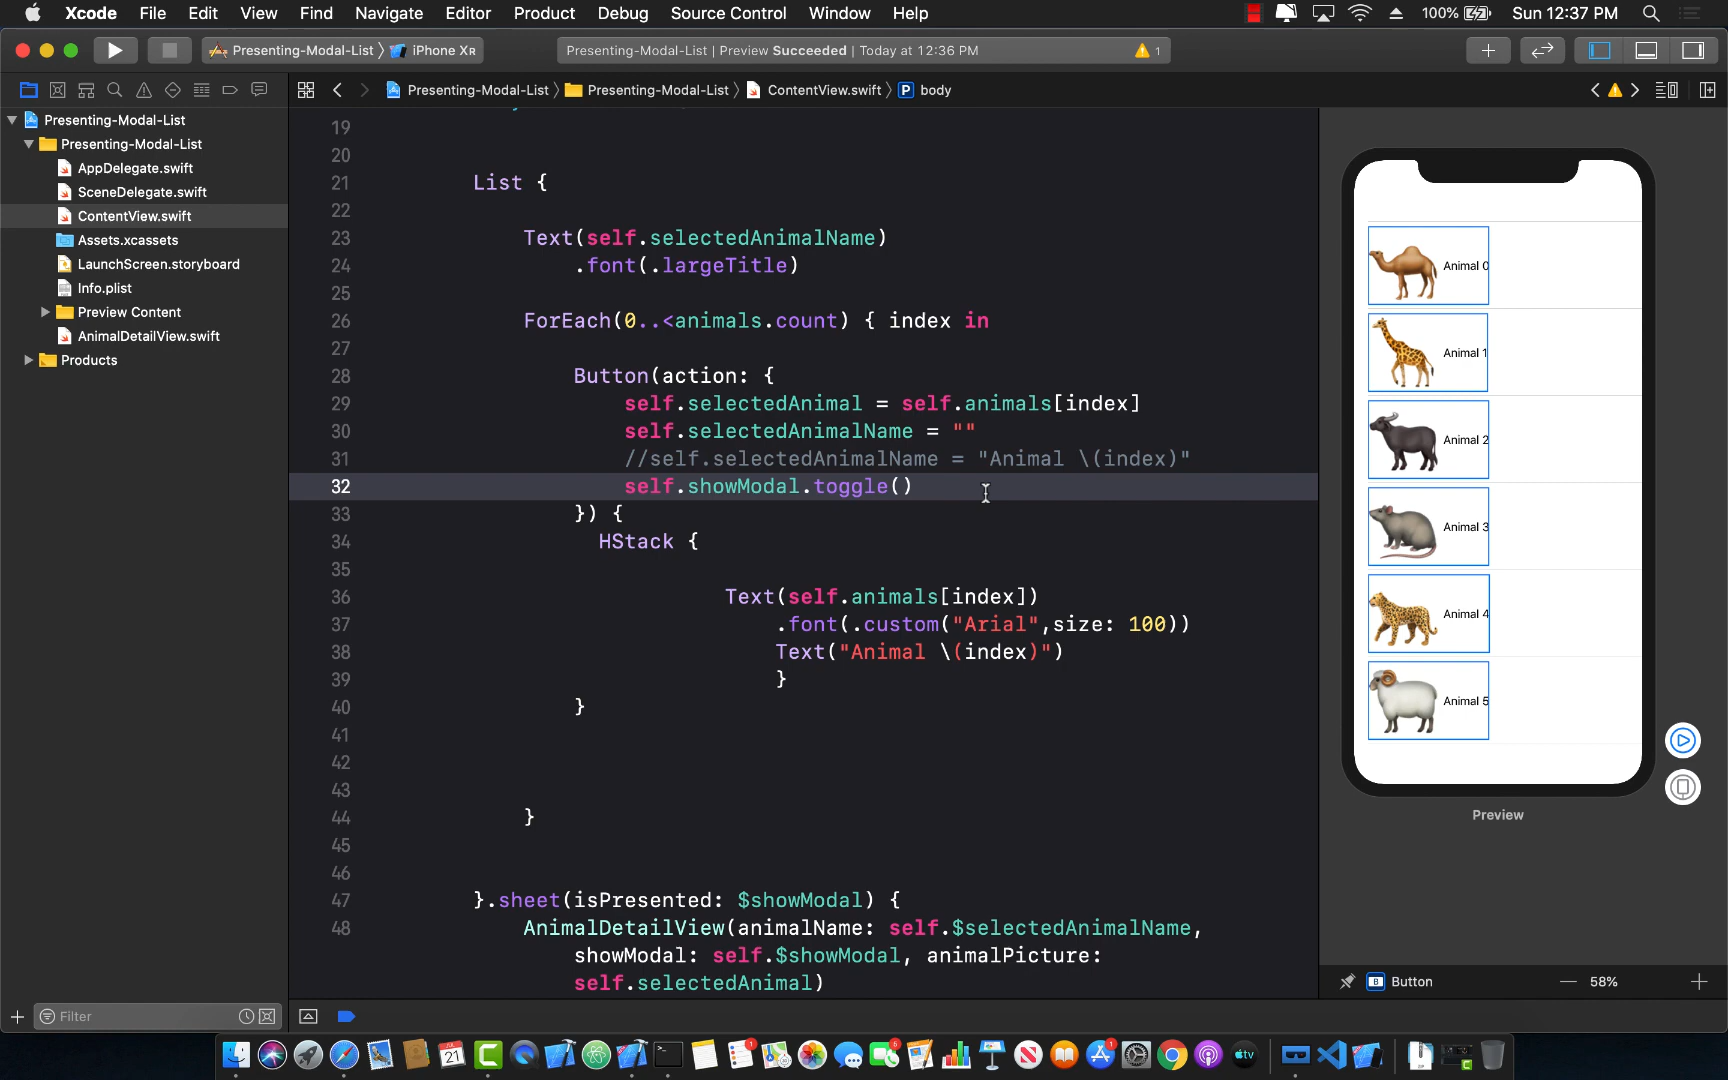 Xcode File Edit View Find Navigate Editor Product Debug Source Control Window Help 100% Sun 12:37 PM
Presenting-Modal-List 〉 iPhone XR
Presenting-Modal-List | Preview Succeeded | Today at 12:36 PM
1
Presenting-Modal-List 〉 Presenting-Modal-List 〉 ContentView.swift 〉 P body
Presenting-Modal-List
Presenting-Modal-List
AppDelegate.swift
SceneDelegate.swift
ContentView.swift
Assets.xcassets
LaunchScreen.storyboard
Info.plist
Preview Content
AnimalDetailView.swift
Products
Filter
19
20
21 List {
22
23 Text(self.selectedAnimalName)
24 .font(.largeTitle)
25
26 ForEach(0..<animals.count) { index in
27
28 Button(action: {
29 self.selectedAnimal = self.animals[index]
30 self.selectedAnimalName = ""
31 //self.selectedAnimalName = "Animal \(index)"
32 self.showModal.toggle()
33 }) {
34 HStack {
35
36 Text(self.animals[index])
37 .font(.custom("Arial",size: 100))
38 Text("Animal \(index)")
39 }
40 }
41
42
43
44 }
45
46
47 }.sheet(isPresented: $showModal) {
48 AnimalDetailView(animalName: self.$selectedAnimalName,
showModal: self.$showModal, animalPicture:
self.selectedAnimal)
Animal 0
Animal 1
Animal 2
Animal 3
Animal 4
Animal 5
Preview
B Button
58%
JUL
21
1
5
1
tv